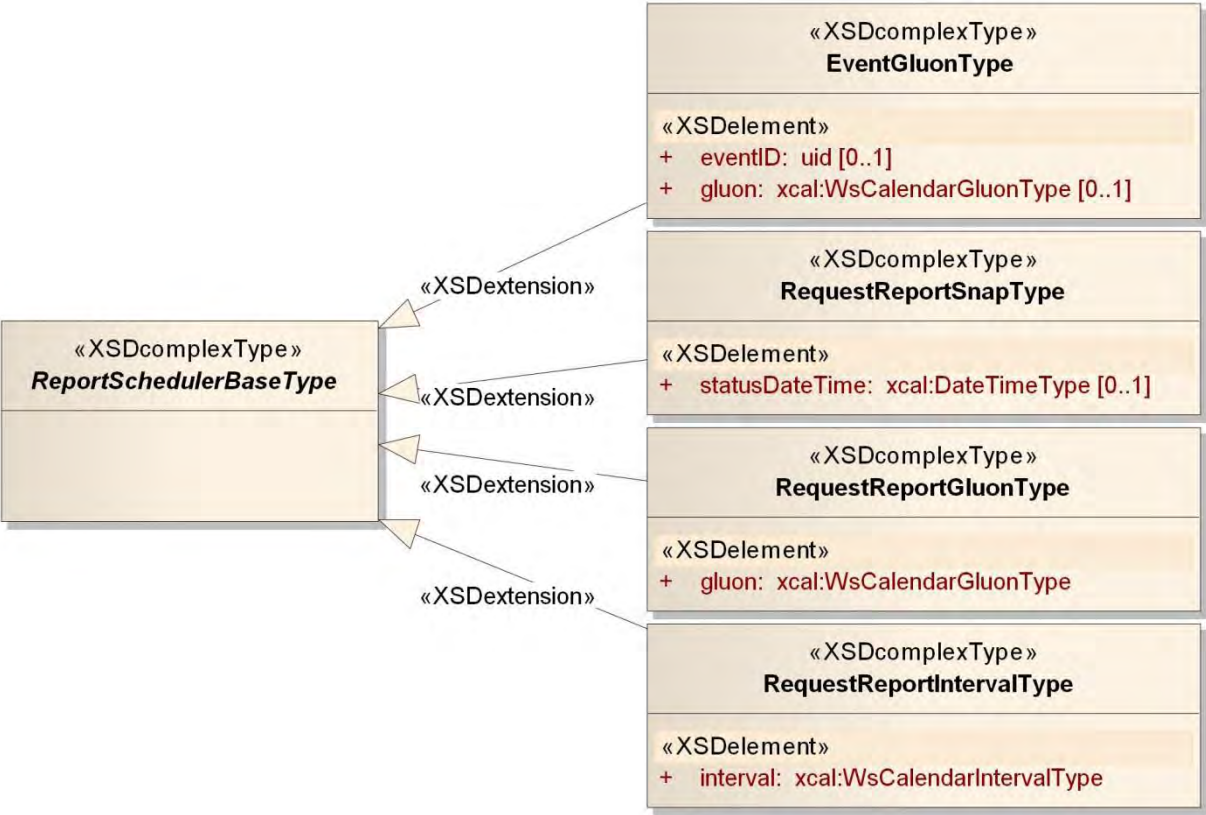 «XSDcomplexType»
EventGluonType
«XSDelement»
+ eventID: uid [0..1]
+ gluon: xcal:WsCalendarGluonType [0..1]
«XSDextension»
«XSDcomplexType»
RequestReportSnapType
«XSDelement»
+ statusDateTime: xcal:DateTimeType [0..1]
«XSDcomplexType»
ReportSchedulerBaseType
«XSDextension»
«XSDcomplexType»
RequestReportGluonType
«XSDextension»
«XSDelement»
+ gluon: xcal:WsCalendarGluonType
«XSDextension»
«XSDcomplexType»
RequestReportIntervalType
«XSDelement»
+ interval: xcal:WsCalendarIntervalType